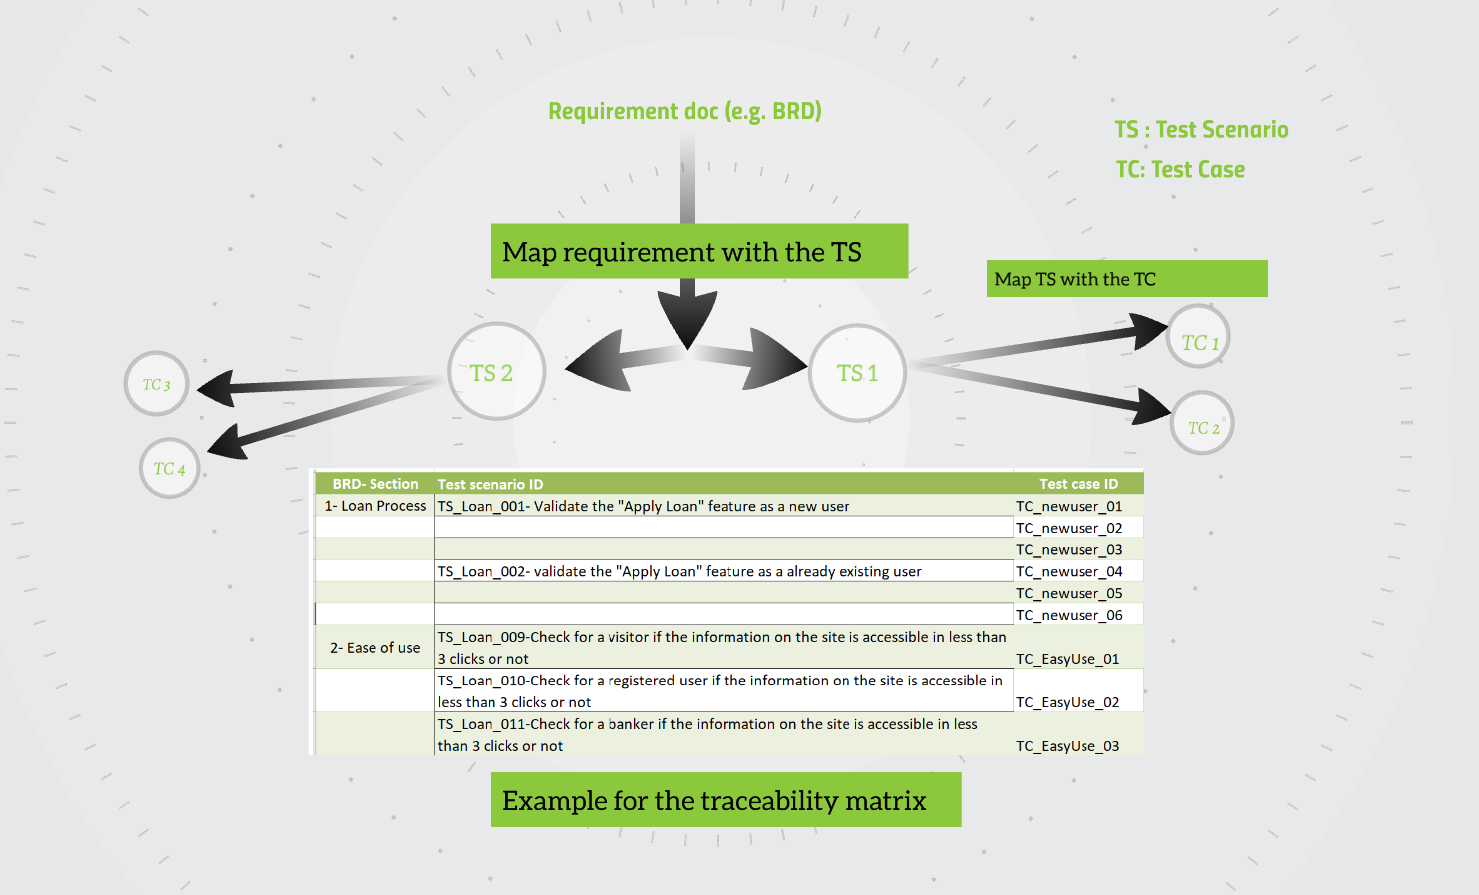 Requirement doc (e.g. BRD)
TS : Test Scenario
TC: Test Case
Map requirement with the TS
Map TS with the TC
TC 1
TS 2
TS 1
TC 3
TC 2
TC 4
BRD- Section Test scenario ID Test case ID
1- Loan Process TS_Loan_001- Validate the "Apply Loan" feature as a new user TC_newuser_01
TC_newuser_02
TC_newuser_03
TS_Loan_002- validate the "Apply Loan" feature as a already existing user TC_newuser_04
TC_newuser_05
TC_newuser_06
2- Ease of use TS_Loan_009-Check for a visitor if the information on the site is accessible in less than
3 clicks or not TC_EasyUse_01
TS_Loan_010-Check for a registered user if the information on the site is accessible in
less than 3 clicks or not TC_EasyUse_02
TS_Loan_011-Check for a banker if the information on the site is accessible in less
than 3 clicks or not TC_EasyUse_03
Example for the traceability matrix